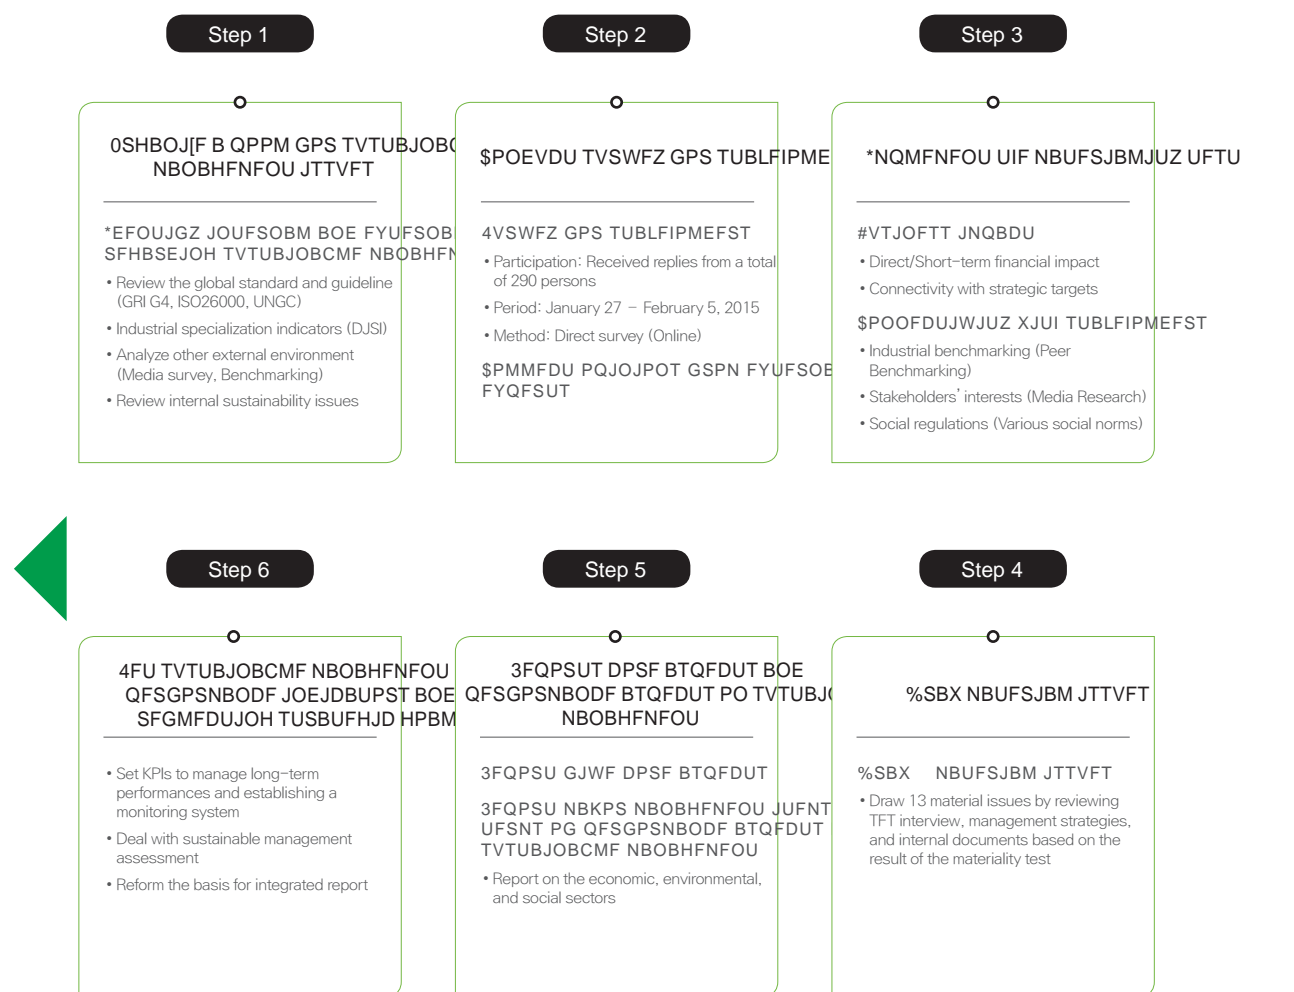 Step 1
0SHBOJ[F B QPPM GPS TVTUBJOBC
NBOBHFNFOU JTTVFT
*EFOUJGZ JOUFSOBM BOE FYUFSOB
SFHBSEJOH TVTUBJOBCMF NBOBHFN
• Review the global standard and guideline
(GRI G4, ISO26000, UNGC)
• Industrial specialization indicators (DJSI)
• Analyze other external environment
(Media survey, Benchmarking)
• Review internal sustainability issues
Step 2
$POEVDU TVSWFZ GPS TUBLFIPME
4VSWFZ GPS TUBLFIPMEFST
• Participation: Received replies from a total
of 290 persons
• Period: January 27 – February 5, 2015
• Method: Direct survey (Online)
$PMMFDU PQJOJPOT GSPN FYUFSOB
FYQFSUT
Step 3
*NQMFNFOU UIF NBUFSJBMJUZ UFTU
#VTJOFTT JNQBDU
• Direct/Short-term financial impact
• Connectivity with strategic targets
$POOFDUJWJUZ XJUI TUBLFIPMEFST
• Industrial benchmarking (Peer
Benchmarking)
• Stakeholders' interests (Media Research)
• Social regulations (Various social norms)
Step 6
4FU TVTUBJOBCMF NBOBHFNFOU
QFSGPSNBODF JOEJDBUPST BOE
SFGMFDUJOH TUSBUFHJD HPBM
• Set KPIs to manage long-term
performances and establishing a
monitoring system
• Deal with sustainable management
assessment
• Reform the basis for integrated report
Step 5
3FQPSUT DPSF BTQFDUT BOE
QFSGPSNBODF BTQFDUT PO TVTUBJO
NBOBHFNFOU
3FQPSU GJWF DPSF BTQFDUT
3FQPSU NBKPS NBOBHFNFOU JUFNT
UFSNT PG QFSGPSNBODF BTQFDUT
TVTUBJOBCMF NBOBHFNFOU
• Report on the economic, environmental,
and social sectors
Step 4
%SBX NBUFSJBM JTTVFT
%SBX NBUFSJBM JTTVFT
• Draw 13 material issues by reviewing
TFT interview, management strategies,
and internal documents based on the
result of the materiality test